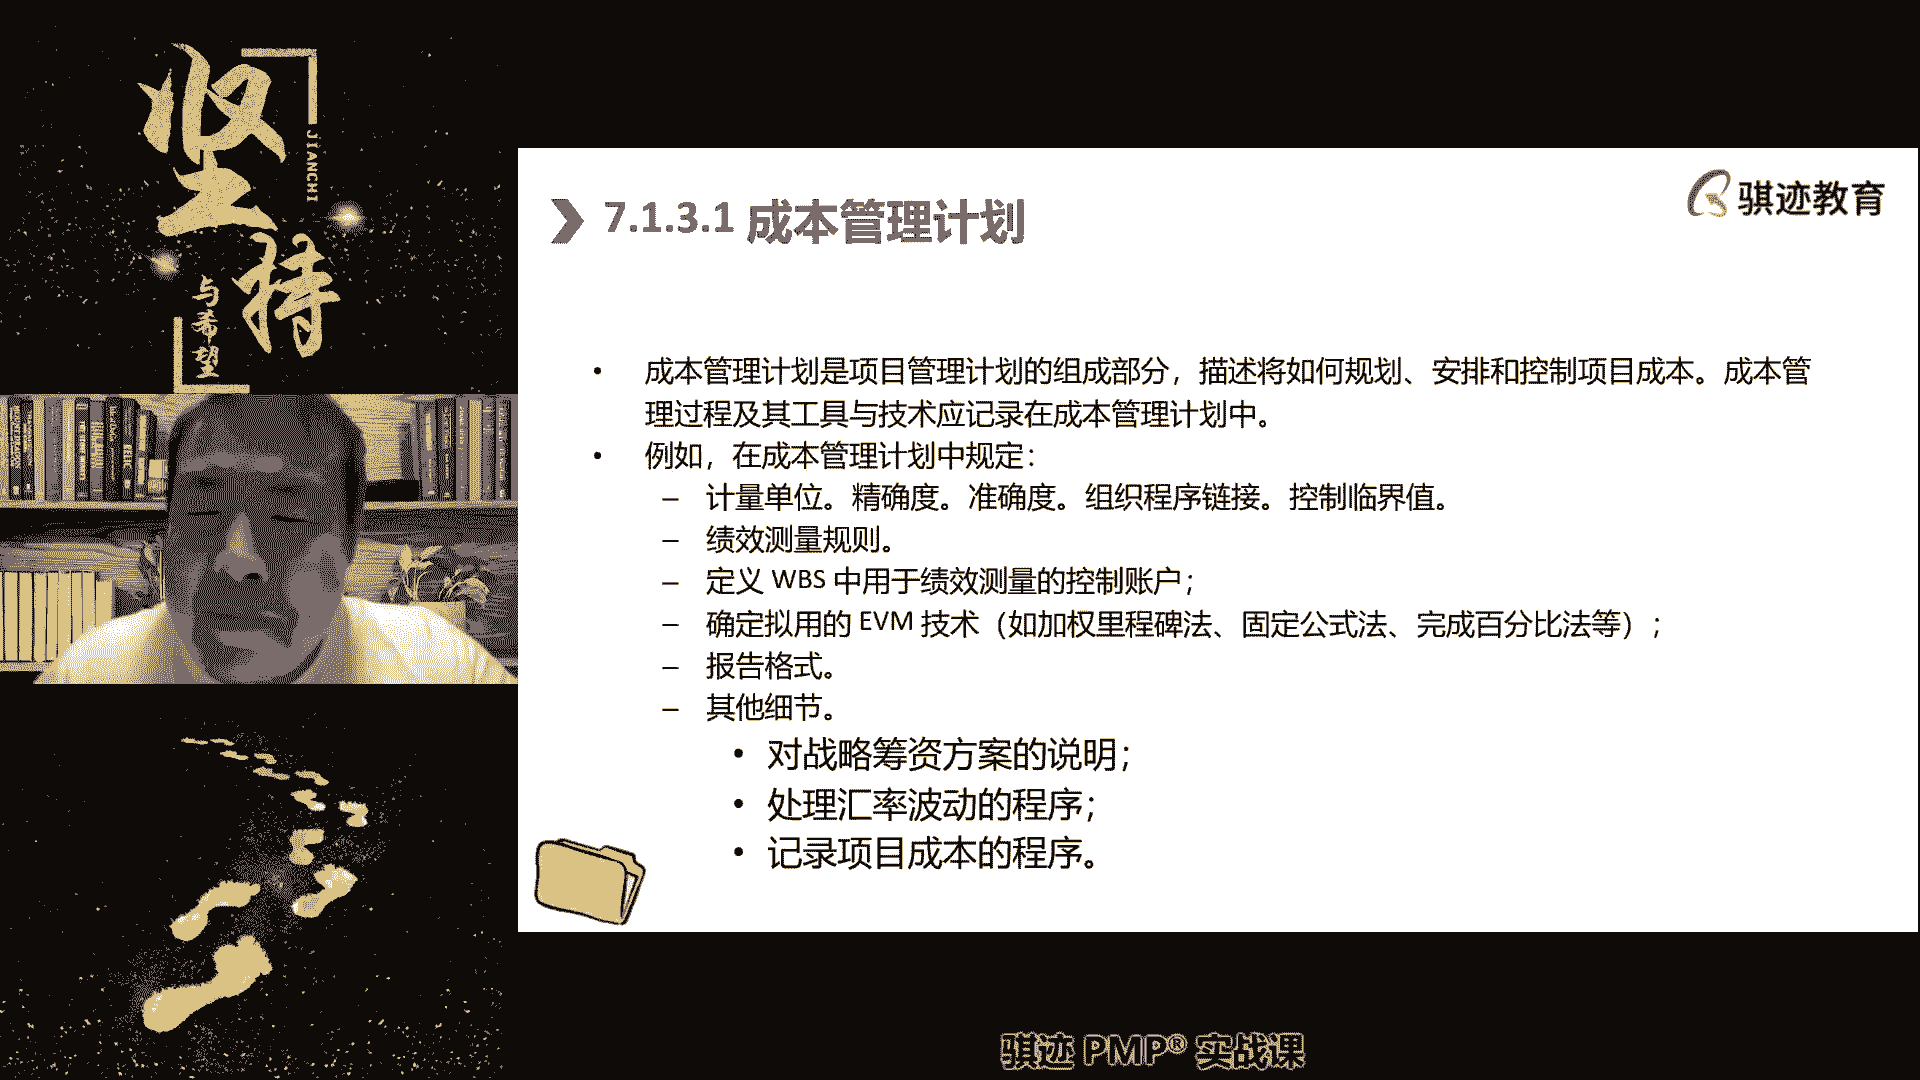 坚持
JIANCHI
与希望
骐迹教育
7.1.3.1 成本管理计划
• 成本管理计划是项目管理计划的组成部分，描述将如何规划、安排和控制项目成本。成本管
理过程及其工具与技术应记录在成本管理计划中。
• 例如，在成本管理计划中规定：
– 计量单位。精确度。准确度。组织程序链接。控制临界值。
– 绩效测量规则。
– 定义 WBS 中用于绩效测量的控制账户；
– 确定拟用的 EVM 技术（如加权里程碑法、固定公式法、完成百分比法等）；
– 报告格式。
– 其他细节。
• 对战略筹资方案的说明；
• 处理汇率波动的程序；
• 记录项目成本的程序。
骐迹 PMP® 实战课